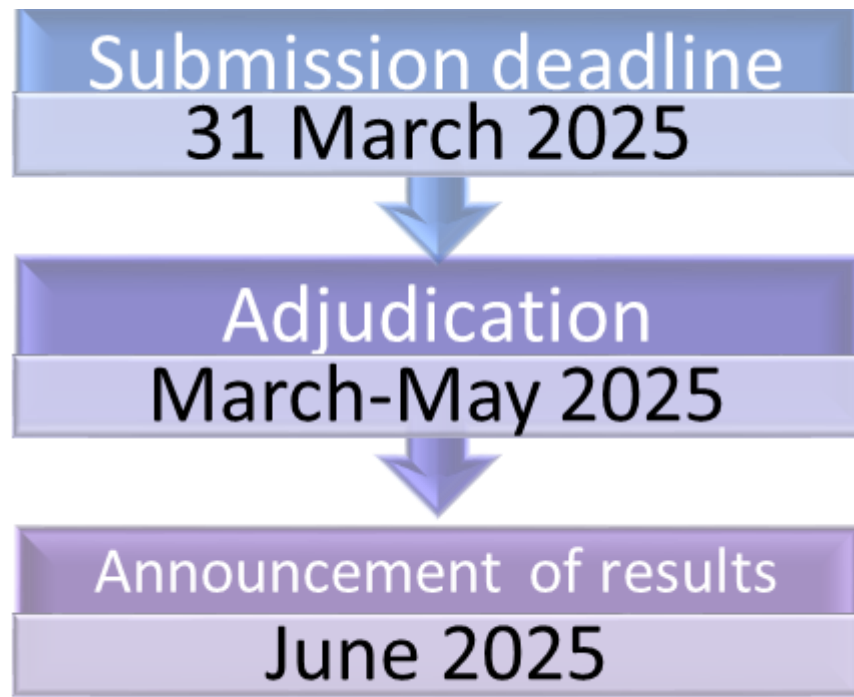 Submission deadline
31 March 2025
Adjudication
March-May 2025
Announcement of results
June 2025